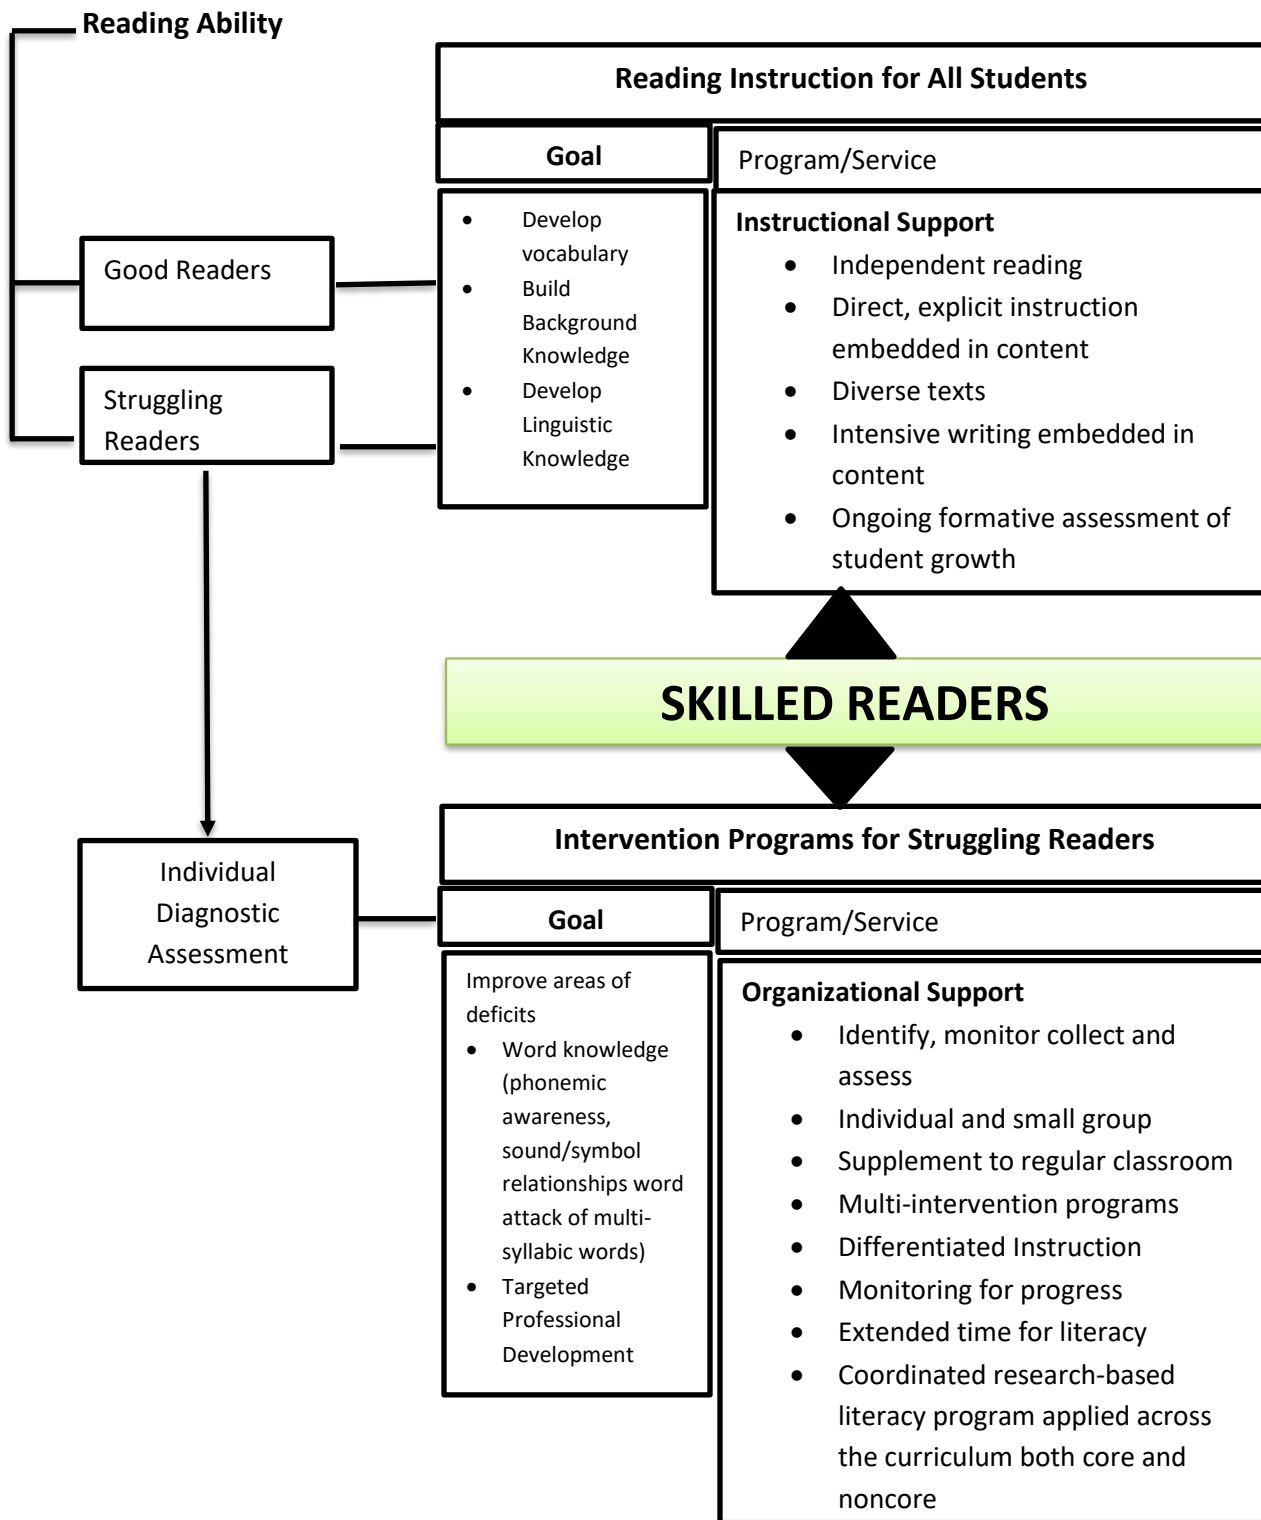 Reading Ability
Reading Instruction for All Students
Goal
Program/Service
Good Readers
Struggling
Readers
• Develop
vocabulary
• Build
Background
Knowledge
• Develop
Linguistic
Knowledge
Instructional Support
• Independent reading
• Direct, explicit instruction
embedded in content
• Diverse texts
• Intensive writing embedded in
content
• Ongoing formative assessment of
student growth
SKILLED READERS
Intervention Programs for Struggling Readers
Individual
Diagnostic
Assessment
Goal
Program/Service
Improve areas of
deficits
• Word knowledge
(phonemic
awareness,
sound/symbol
relationships word
attack of multi-
syllabic words)
• Targeted
Professional
Development
Organizational Support
• Identify, monitor collect and
assess
• Individual and small group
• Supplement to regular classroom
• Multi-intervention programs
• Differentiated Instruction
• Monitoring for progress
• Extended time for literacy
• Coordinated research-based
literacy program applied across
the curriculum both core and
noncore